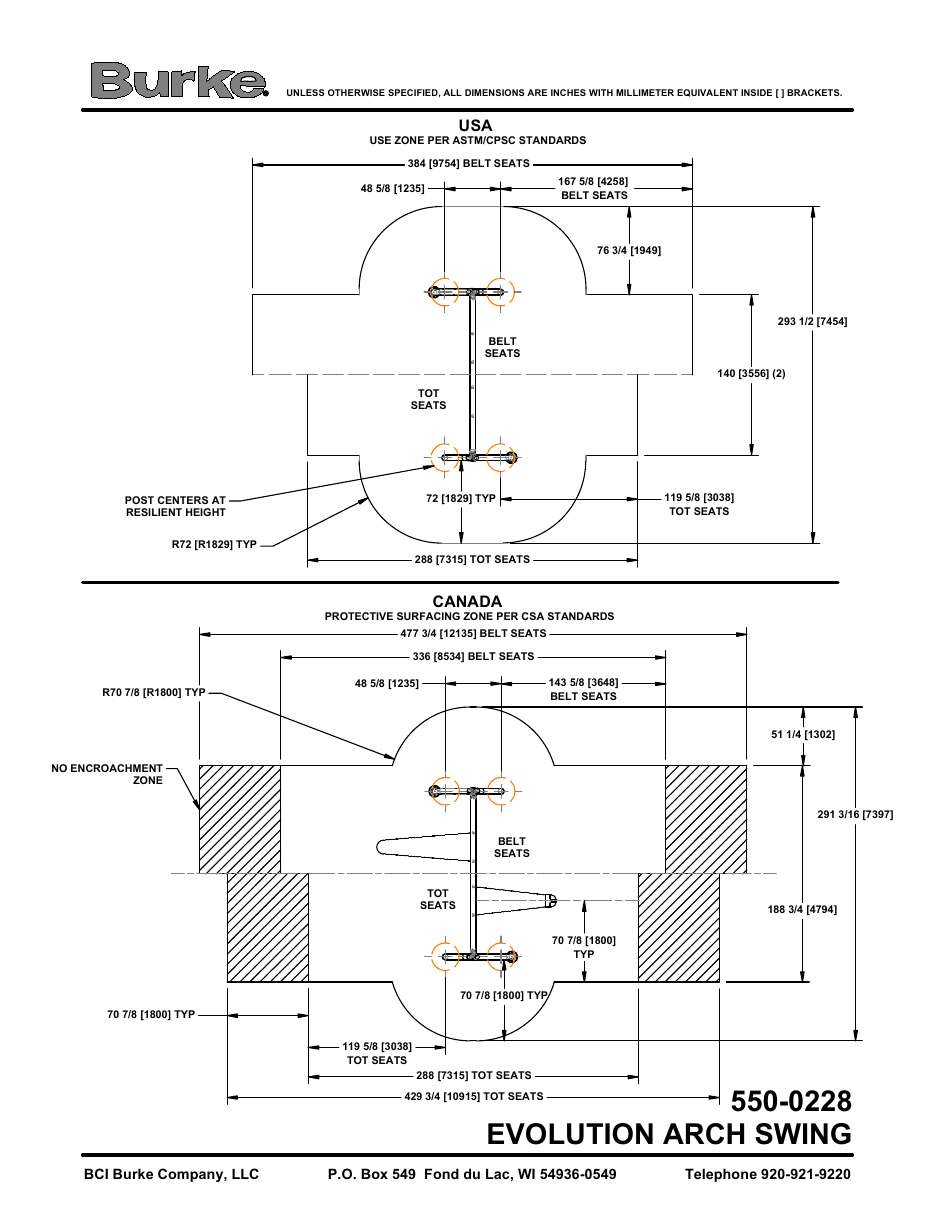 Burke
UNLESS OTHERWISE SPECIFIED, ALL DIMENSIONS ARE INCHES WITH MILLIMETER EQUIVALENT INSIDE [ ] BRACKETS.
USA
USE ZONE PER ASTM/CPSC STANDARDS
384 [9754] BELT SEATS
48 5/8 [1235]
167 5/8 [4258]
BELT SEATS
76 3/4 [1949]
293 1/2 [7454]
BELT
SEATS
140 [3556] (2)
TOT
SEATS
POST CENTERS AT
RESILIENT HEIGHT
72 [1829] TYP
119 5/8 [3038]
TOT SEATS
R72 [R1829] TYP
288 [7315] TOT SEATS
CANADA
PROTECTIVE SURFACING ZONE PER CSA STANDARDS
477 3/4 [12135] BELT SEATS
336 [8534] BELT SEATS
48 5/8 [1235]
143 5/8 [3648]
BELT SEATS
R70 7/8 [R1800] TYP
51 1/4 [1302]
NO ENCROACHMENT
ZONE
291 3/16 [7397]
BELT
SEATS
TOT
SEATS
188 3/4 [4794]
70 7/8 [1800]
TYP
70 7/8 [1800] TYP
70 7/8 [1800] TYP
119 5/8 [3038]
TOT SEATS
288 [7315] TOT SEATS
429 3/4 [10915] TOT SEATS
550-0228
EVOLUTION ARCH SWING
BCI Burke Company, LLC
P.O. Box 549 Fond du Lac, WI 54936-0549
Telephone 920-921-9220